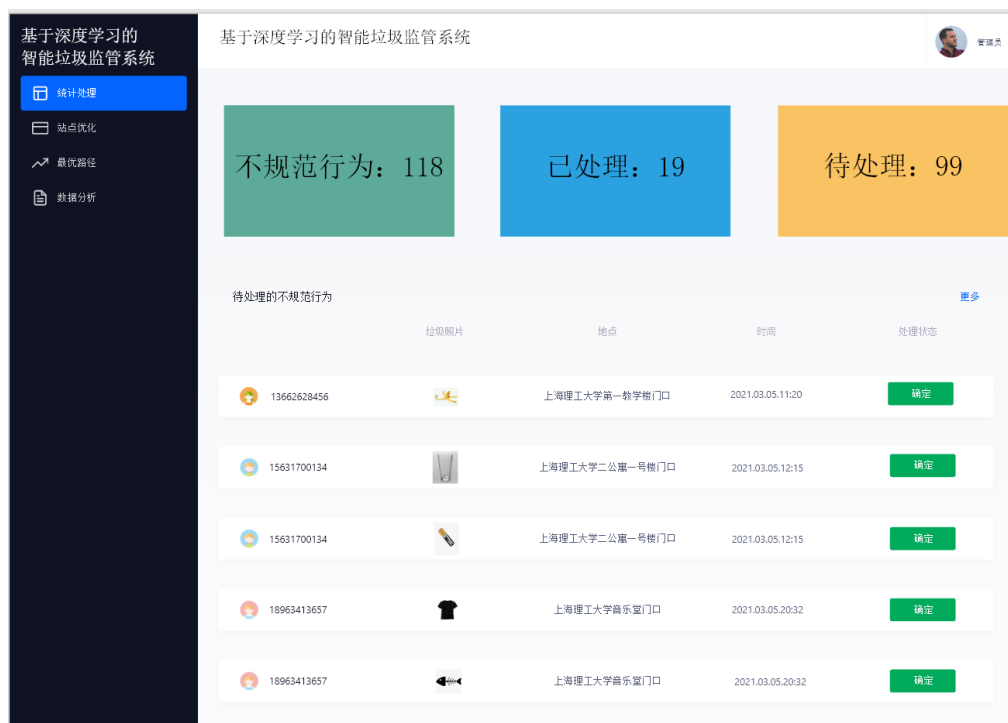 基于深度学习的
智能垃圾监管系统
基于深度学习的智能垃圾监管系统
管理员
统计处理
站点优化
最优路径
数据分析
不规范行为：118
已处理：19
待处理：99
待处理的不规范行为
更多
垃圾照片 地点 时间 处理状态
13662628456 上海理工大学第一教学楼门口 2021.03.05.11:20 确定
15631700134 上海理工大学二公寓一号楼门口 2021.03.05.12:15 确定
15631700134 上海理工大学二公寓一号楼门口 2021.03.05.12:15 确定
18963413657 上海理工大学音乐堂门口 2021.03.05.20:32 确定
18963413657 上海理工大学音乐堂门口 2021.03.05.20:32 确定